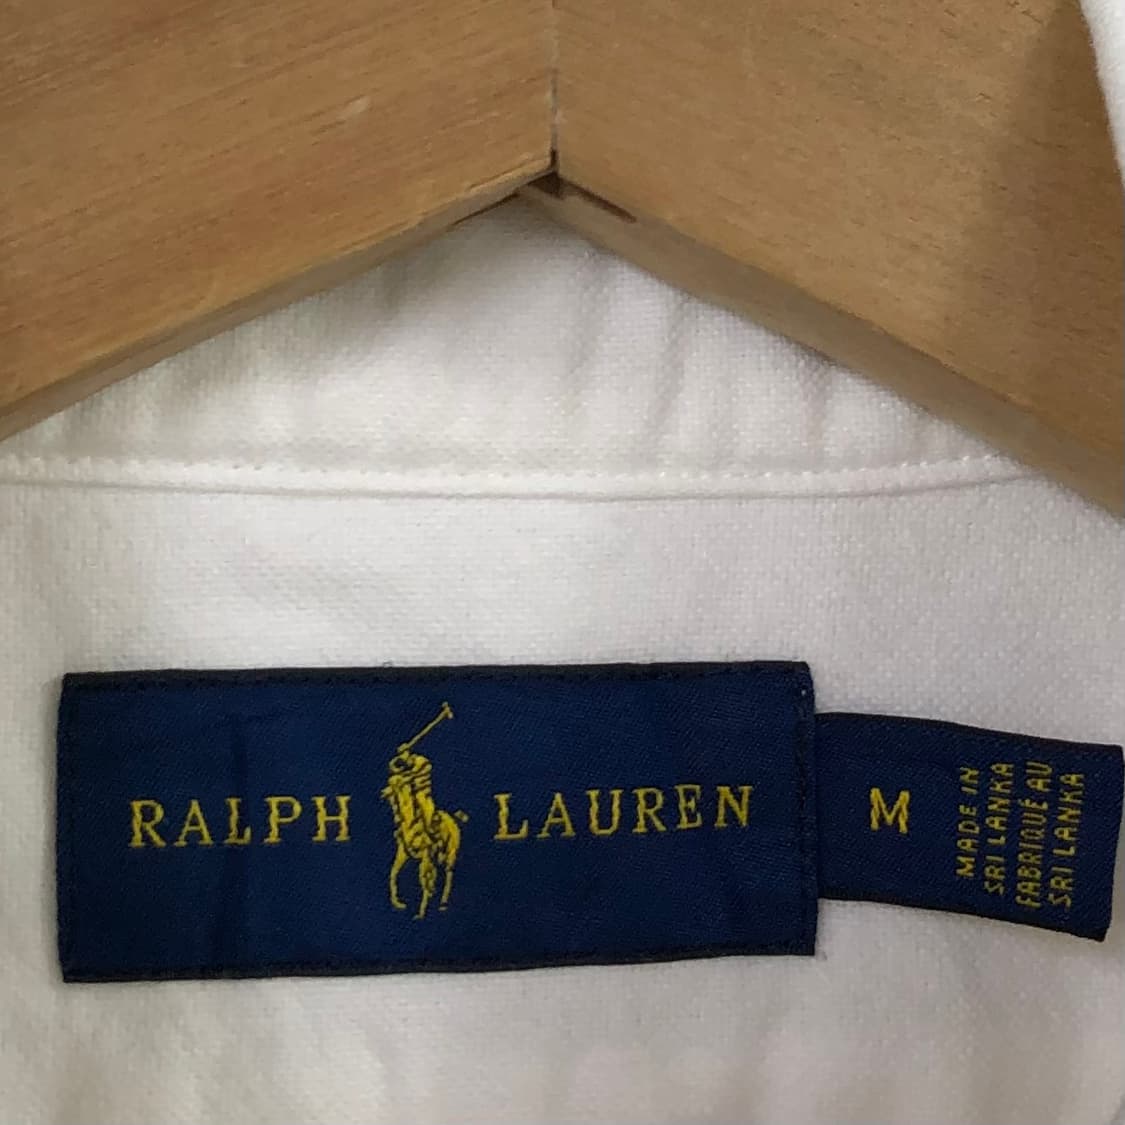 RALPH LAUREN
M
MADE IN
SRI LANKA
FABRIQUÉ AU
SRI LANKA